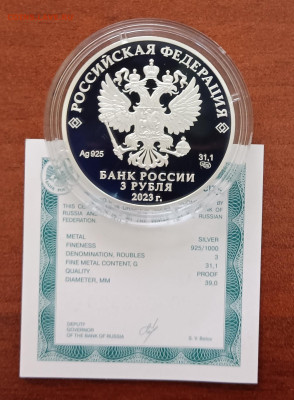 РОССИЙСКАЯ ФЕДЕРАЦИЯ
Ag 925
31,1
БАНК РОССИИ
3 РУБЛЯ
2023 г.
THIS
RUSSIA AND
FEDERATION.
OF
RUSSIAN
METAL SILVER
FINENESS 925/1000
DENOMINATION, ROUBLES 3
FINE METAL CONTENT, G 31,1
QUALITY PROOF
DIAMETER, MM 39,0
DEPUTY
GOVERNOR
OF THE BANK OF RUSSIA